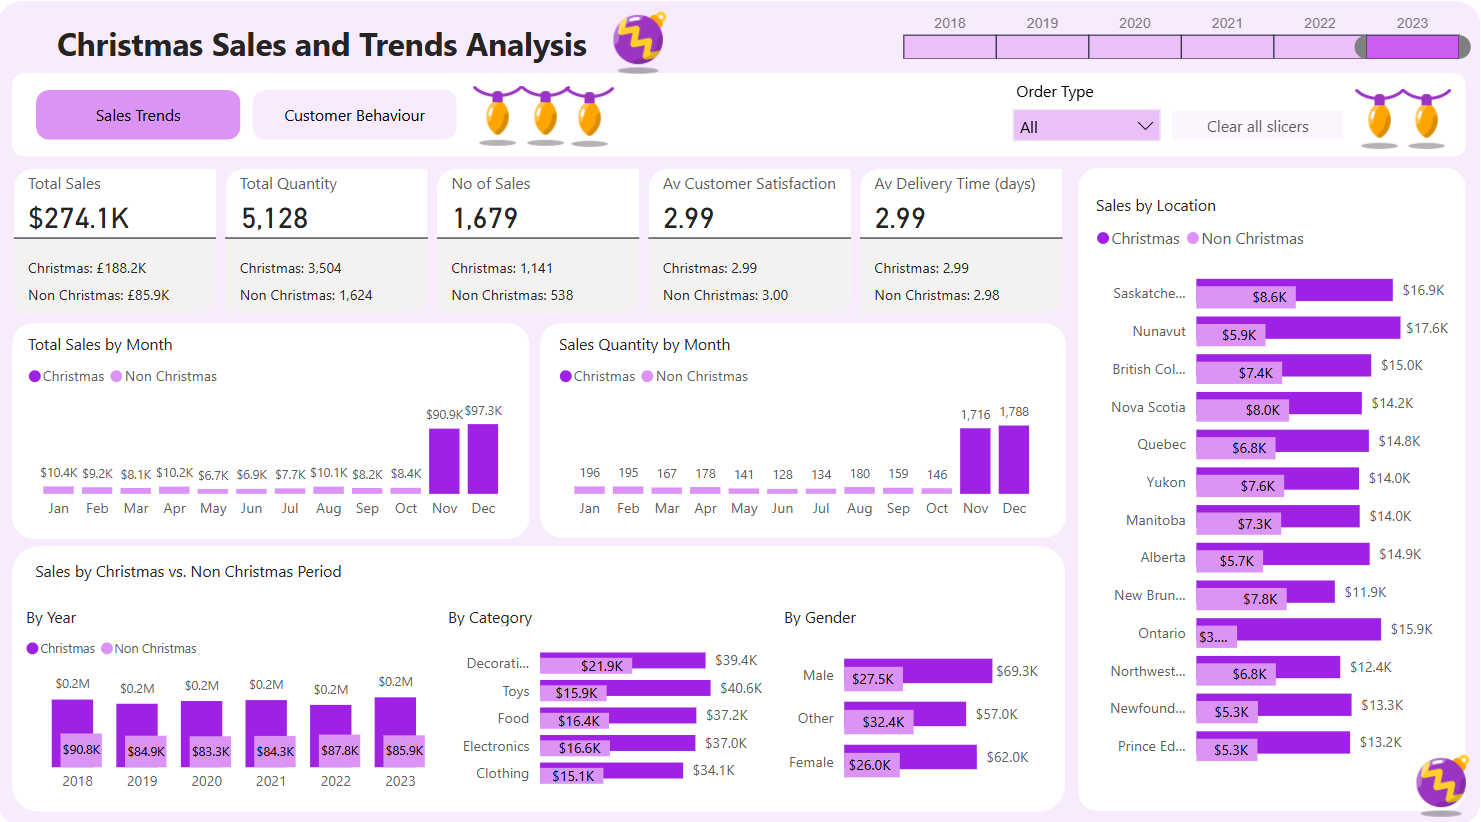 Christmas Sales and Trends Analysis
2018 2019 2020 2021 2022 2023
Sales Trends
Customer Behaviour
Order Type
All
Clear all slicers
Total Sales
$274.1K
Christmas: £188.2K
Non Christmas: £85.9K
Total Quantity
5,128
Christmas: 3,504
Non Christmas: 1,624
No of Sales
1,679
Christmas: 1,141
Non Christmas: 538
Av Customer Satisfaction
2.99
Christmas: 2.99
Non Christmas: 3.00
Av Delivery Time (days)
2.99
Christmas: 2.99
Non Christmas: 2.98
Total Sales by Month
Christmas Non Christmas
$10.4K $9.2K $8.1K $10.2K $6.7K $6.9K $7.7K $10.1K $8.2K $8.4K $90.9K $97.3K
Jan Feb Mar Apr May Jun Jul Aug Sep Oct Nov Dec
Sales Quantity by Month
Christmas Non Christmas
196 195 167 178 141 128 134 180 159 146 1,716 1,788
Jan Feb Mar Apr May Jun Jul Aug Sep Oct Nov Dec
Sales by Christmas vs. Non Christmas Period
By Year
Christmas Non Christmas
$0.2M $0.2M $0.2M $0.2M $0.2M $0.2M
$90.8K $84.9K $83.3K $84.3K $87.8K $85.9K
2018 2019 2020 2021 2022 2023
By Category
Decorati... $21.9K $39.4K
Toys $15.9K $40.6K
Food $16.4K $37.2K
Electronics $16.6K $37.0K
Clothing $15.1K $34.1K
By Gender
Male $27.5K $69.3K
Other $32.4K $57.0K
Female $26.0K $62.0K
Sales by Location
Christmas Non Christmas
Saskatche... $8.6K $16.9K
Nunavut $5.9K $17.6K
British Col... $7.4K $15.0K
Nova Scotia $8.0K $14.2K
Quebec $6.8K $14.8K
Yukon $7.6K $14.0K
Manitoba $7.3K $14.0K
Alberta $5.7K $14.9K
New Brun... $7.8K $11.9K
Ontario $3.... $15.9K
Northwest... $6.8K $12.4K
Newfound... $5.3K $13.3K
Prince Ed... $5.3K $13.2K